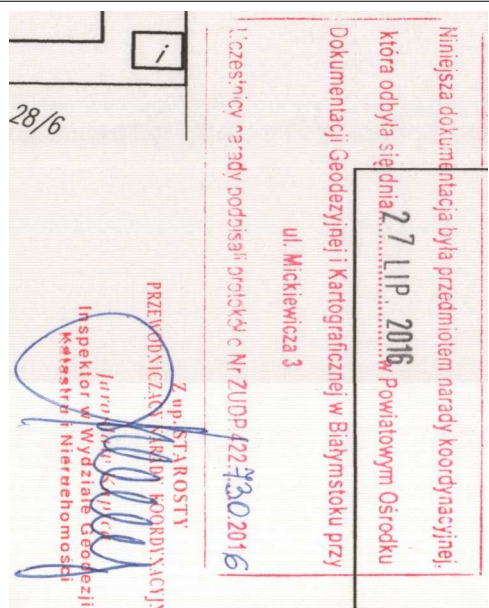 Niniejsza dokumentacja była przedmiotem narady koordynacyjnej,
która odbyła się dnia 27 LIP. 2016 w Powiatowym Ośrodku
Dokumentacji Geodezyjnej i Kartograficznej w Białymstoku przy
ul. Mickiewicza 3
Uczestnicy narady podpisali protokół o Nr ZUDP.422.730.2016
Z up. STAROSTY
PRZEWODNICZĄCY NARADY KOORDYNACYJN
Inspektor w Wydziale Geodezji
Katastru i Nieruchomości
i
28/6